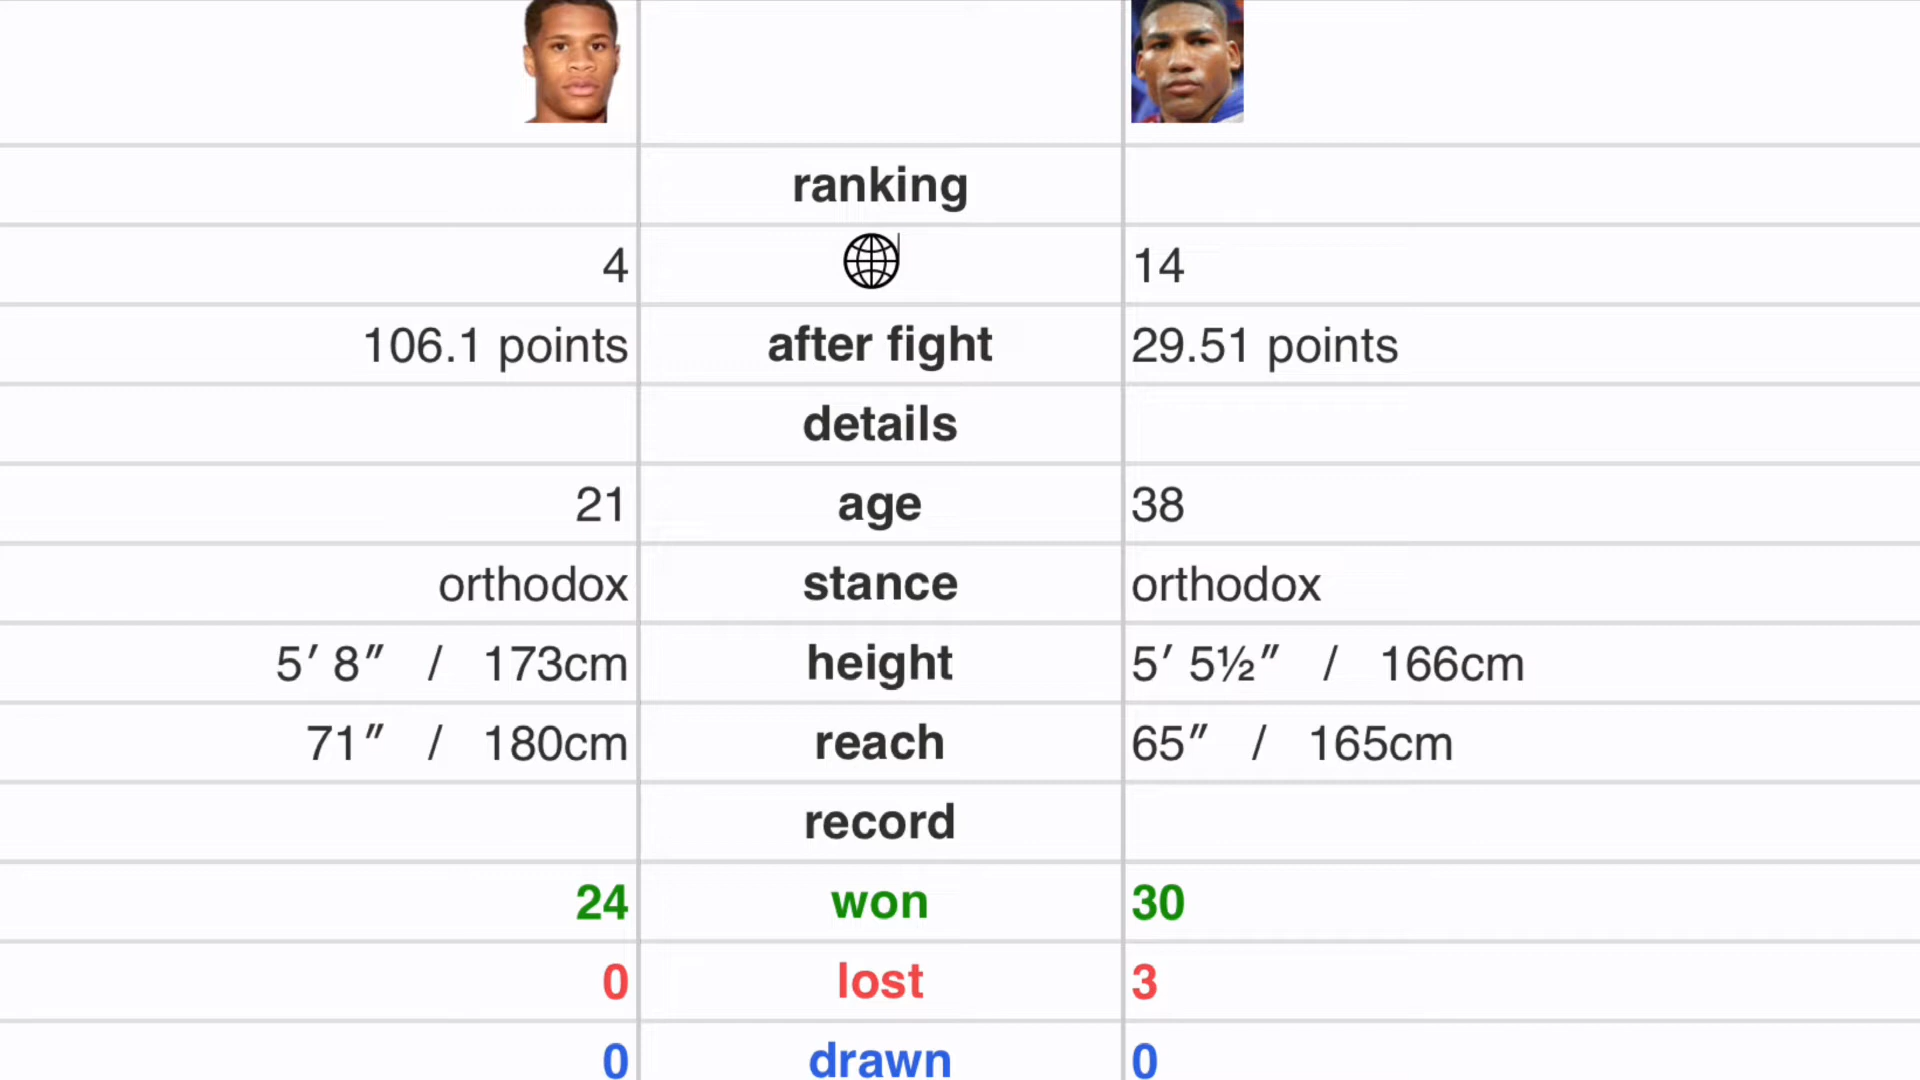 ranking
4 14
106.1 points after fight 29.51 points
details
21 age 38
orthodox stance orthodox
5′ 8″ / 173cm height 5′ 5½″ / 166cm
71″ / 180cm reach 65″ / 165cm
record
24 won 30
0 lost 3
0 drawn 0